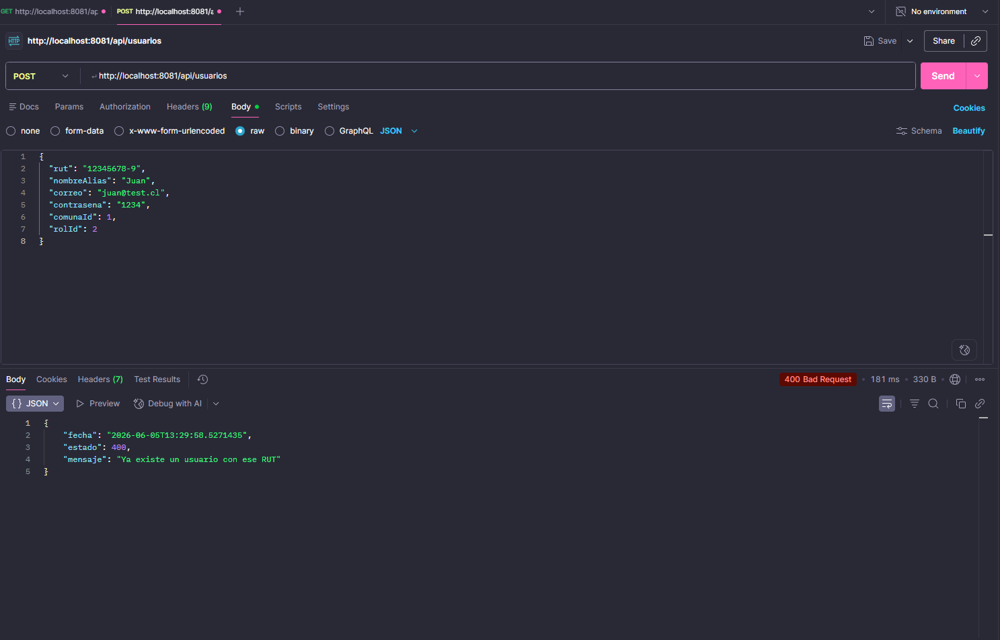 GET http://localhost:8081/ap
POST http://localhost:8081/a
No environment
HTTP http://localhost:8081/api/usuarios
Save
Share
POST
http://localhost:8081/api/usuarios
Send
Docs Params Authorization Headers (9) Body Scripts Settings
Cookies
none form-data x-www-form-urlencoded raw binary GraphQL JSON
Schema Beautify
1 {
2 "rut": "12345678-9",
3 "nombreAlias": "Juan",
4 "correo": "juan@test.cl",
5 "contrasena": "1234",
6 "comunaId": 1,
7 "rolId": 2
8 }
Body Cookies Headers (7) Test Results
400 Bad Request • 181 ms • 330 B •
{} JSON Preview Debug with AI
1 {
2 "fecha": "2026-06-05T13:29:58.5271435",
3 "estado": 400,
4 "mensaje": "Ya existe un usuario con ese RUT"
5 }